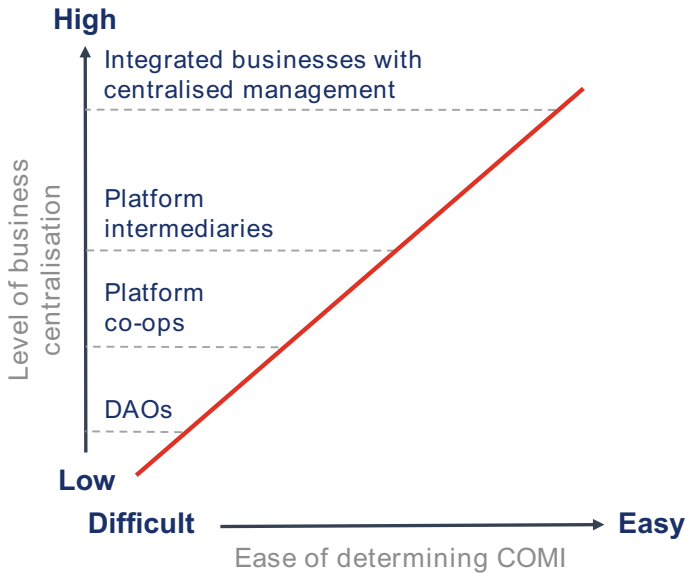 High
Integrated businesses with
centralised management
Platform
intermediaries
Platform
co-ops
DAOs
Level of business
centralisation
Low
Difficult
Easy
Ease of determining COMI